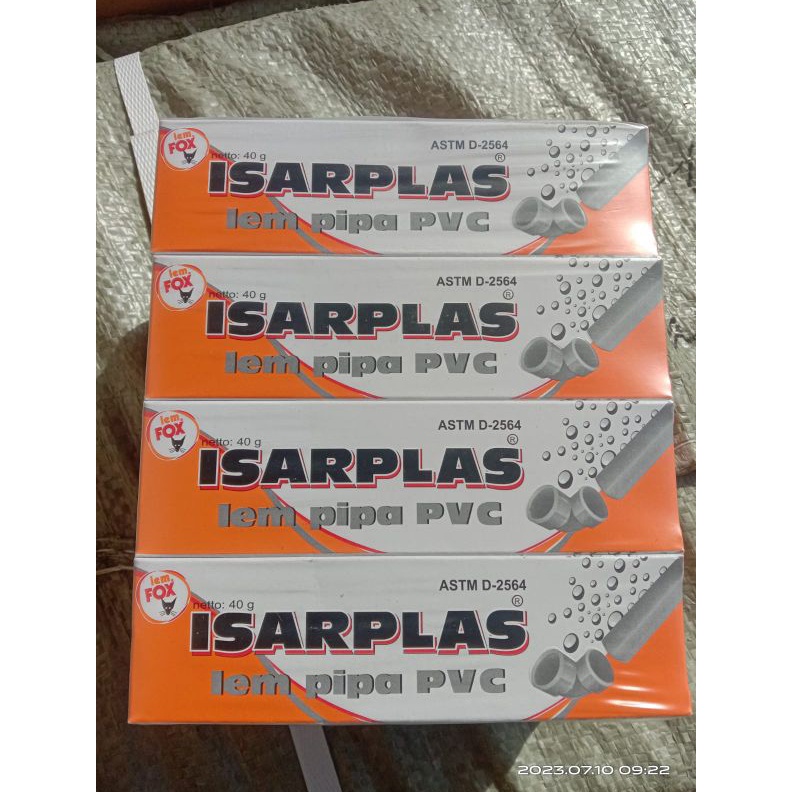 lem
FOX
netto: 40 g
ASTM D-2564
ISARPLAS®
lem pipa PVC
lem
FOX
netto: 40 g
ASTM D-2564
ISARPLAS®
lem pipa PVC
lem
FOX
netto: 40 g
ASTM D-2564
ISARPLAS®
lem pipa PVC
lem
FOX
netto: 40 g
ASTM D-2564
ISARPLAS®
lem pipa PVC
2023.07.10 09:22